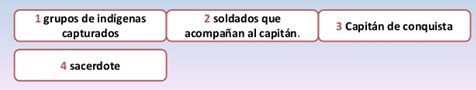 1 grupos de indígenas
capturados
2 soldados que
acompañan al capitán.
3 Capitán de conquista
4 sacerdote